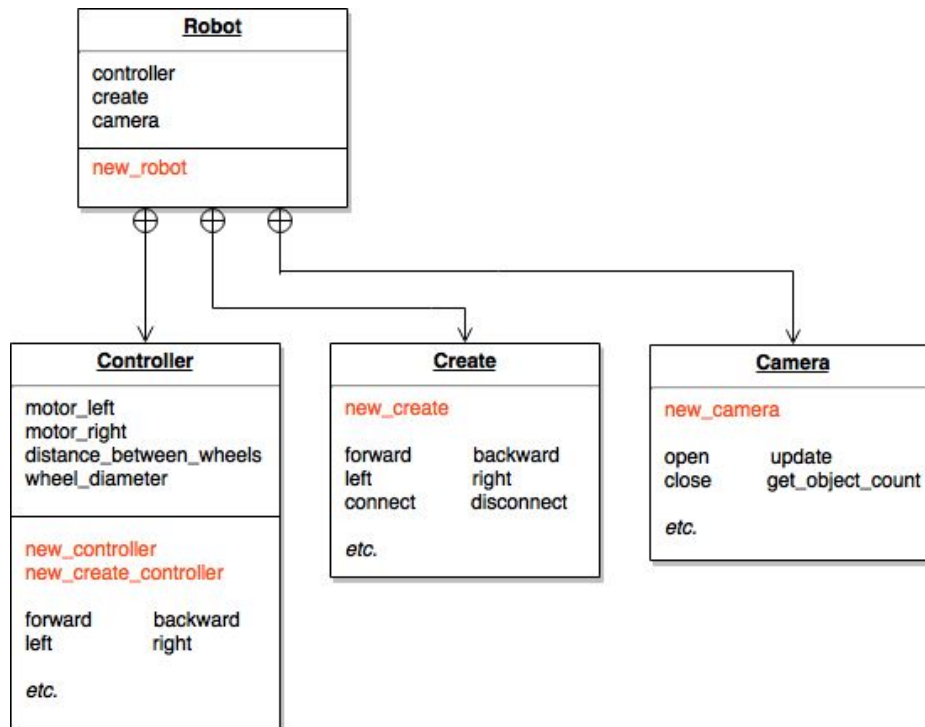 Robot
controller
create
camera
new_robot
Controller
motor_left
motor_right
distance_between_wheels
wheel_diameter
new_controller
new_create_controller
forward backward
left right
etc.
Create
new_create
forward backward
left right
connect disconnect
etc.
Camera
new_camera
open update
close get_object_count
etc.